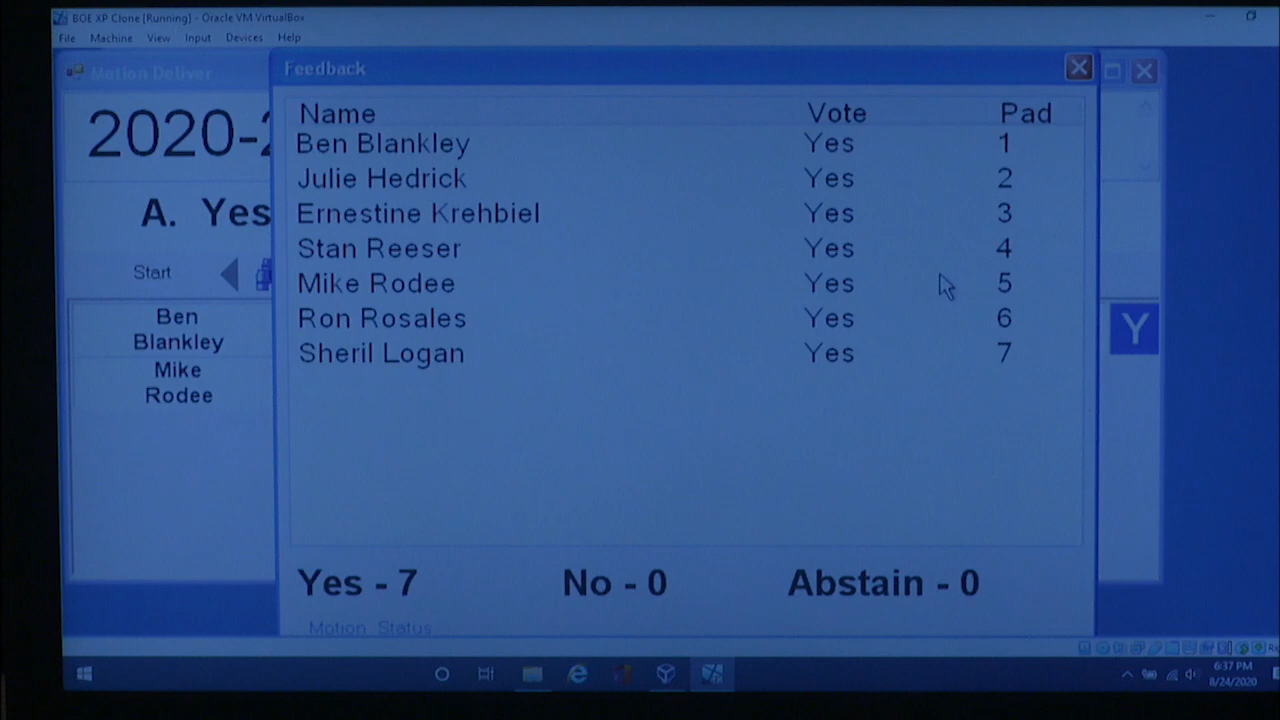 BOE XP Clone [Running] - Oracle VM VirtualBox
File Machine View Input Devices Help
Motion Deliver
Feedback
2020-2
A. Yes
Start
Ben
Blankley
Mike
Rodee
Name Vote Pad
Ben Blankley Yes 1
Julie Hedrick Yes 2
Ernestine Krehbiel Yes 3
Stan Reeser Yes 4
Mike Rodee Yes 5
Ron Rosales Yes 6
Sheril Logan Yes 7
Y
Yes - 7 No - 0 Abstain - 0
Motion Status
6:37 PM
8/24/2020